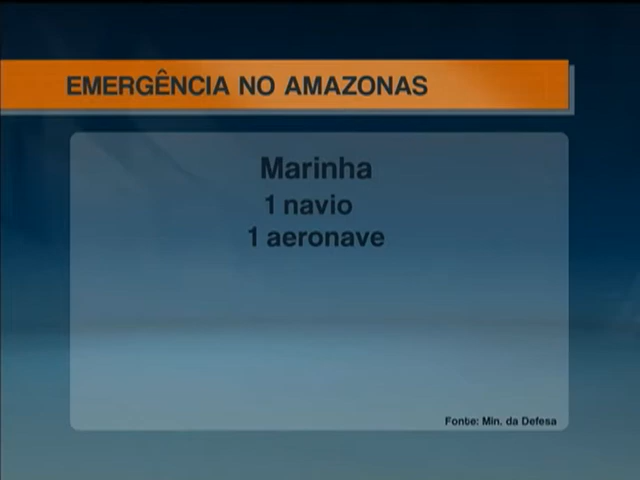 EMERGÊNCIA NO AMAZONAS
Marinha
1 navio
1 aeronave
Fonte: Min. da Defesa